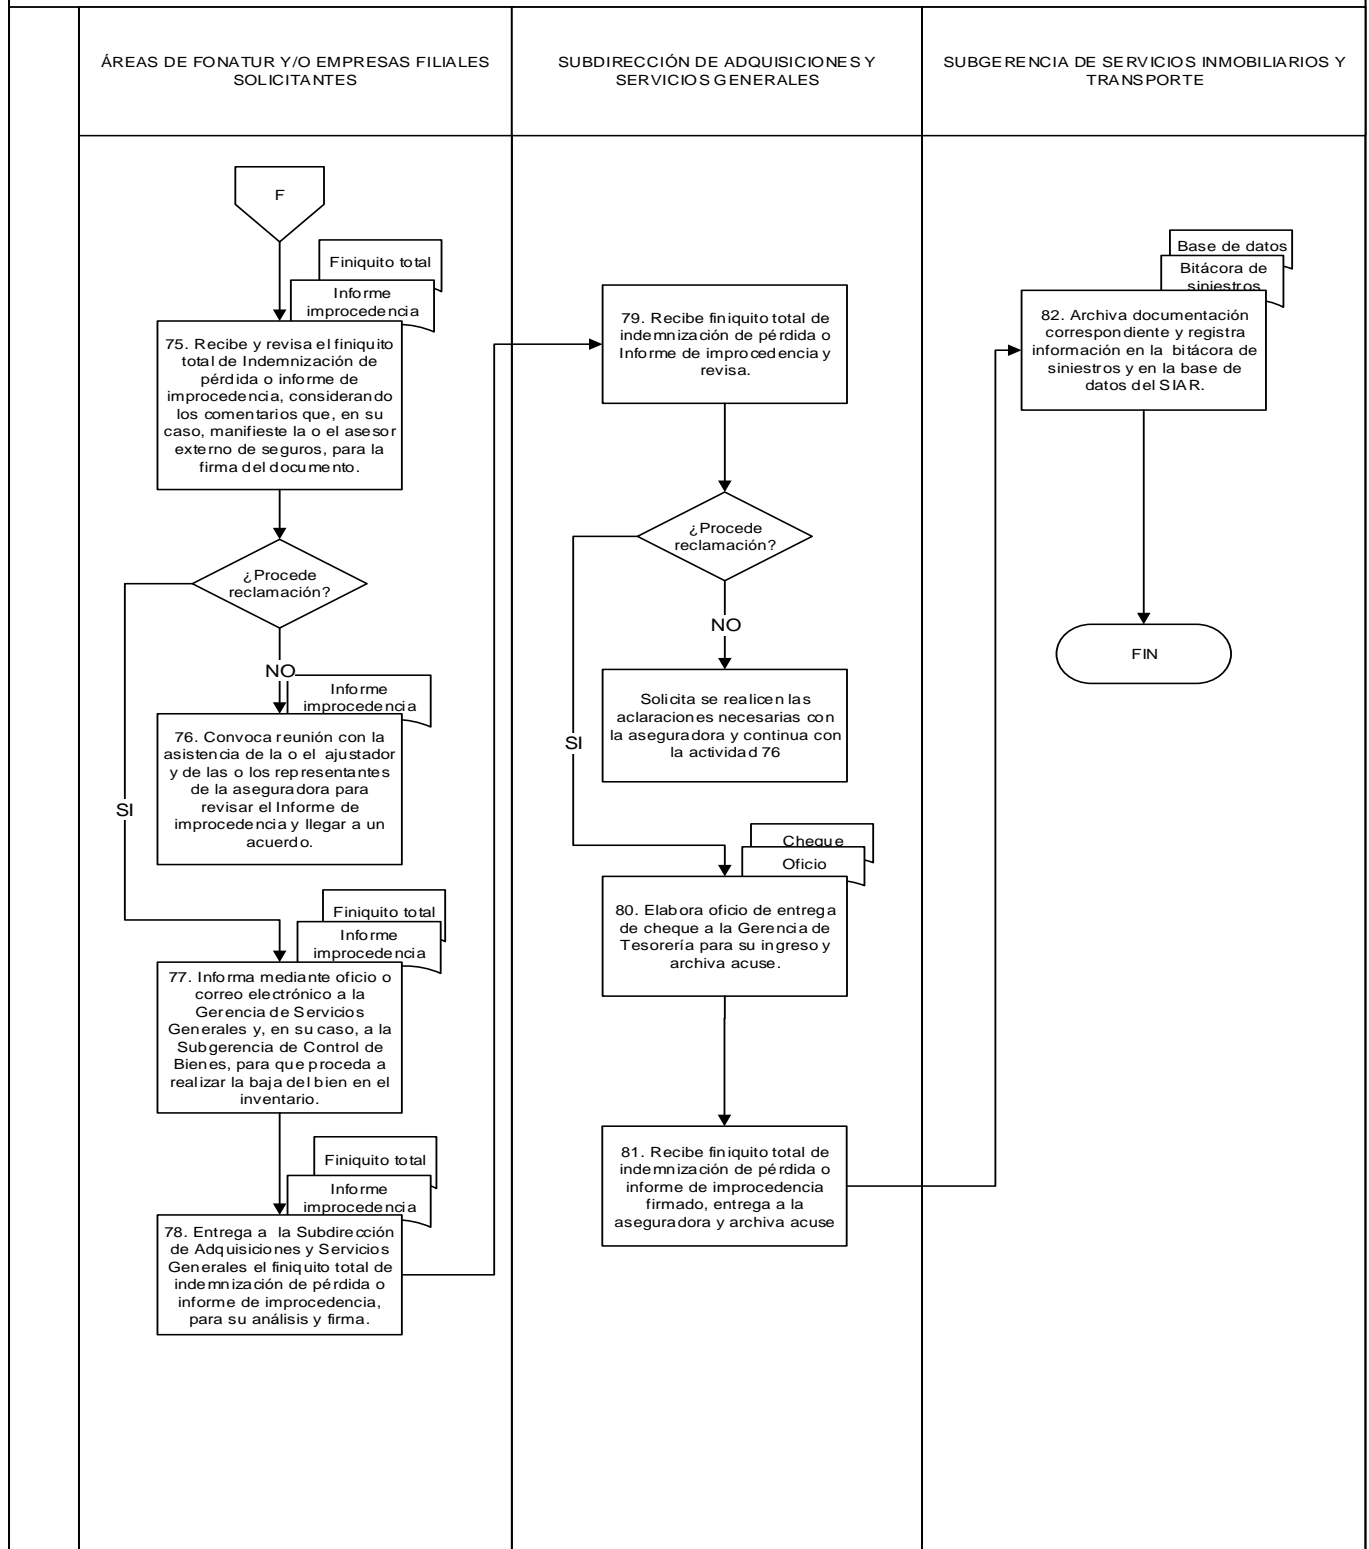 ÁREAS DE FONATUR Y/O EMPRESAS FILIALES
SOLICITANTES
SUBDIRECCIÓN DE ADQUISICIONES Y
SERVICIOS GENERALES
SUBGERENCIA DE SERVICIOS INMOBILIARIOS Y
TRANSPORTE
F
Finiquito total
Informe
improcedencia
75. Recibe y revisa el finiquito
total de Indemnización de
pérdida o informe de
improcedencia, considerando
los comentarios que, en su
caso, manifieste la o el asesor
externo de seguros, para la
firma del documento.
¿Procede
reclamación?
NO
SI
Informe
improcedencia
76. Convoca reunión con la
asistencia de la o el ajustador
y de las o los representantes
de la aseguradora para
revisar el Informe de
improcedencia y llegar a un
acuerdo.
Finiquito total
Informe
improcedencia
77. Informa mediante oficio o
correo electrónico a la
Gerencia de Servicios
Generales y, en su caso, a la
Subgerencia de Control de
Bienes, para que proceda a
realizar la baja del bien en el
inventario.
Finiquito total
Informe
improcedencia
78. Entrega a la Subdirección
de Adquisiciones y Servicios
Generales el finiquito total de
indemnización de pérdida o
informe de improcedencia,
para su análisis y firma.
79. Recibe finiquito total de
indemnización de pérdida o
Informe de improcedencia y
revisa.
¿Procede
reclamación?
NO
SI
Solicita se realicen las
aclaraciones necesarias con
la aseguradora y continua con
la actividad 76
Cheque
Oficio
80. Elabora oficio de entrega
de cheque a la Gerencia de
Tesorería para su ingreso y
archiva acuse.
81. Recibe finiquito total de
indemnización de pérdida o
informe de improcedencia
firmado, entrega a la
aseguradora y archiva acuse
Base de datos
Bitácora de
siniestros
82. Archiva documentación
correspondiente y registra
información en la bitácora de
siniestros y en la base de
datos del SIAR.
FIN